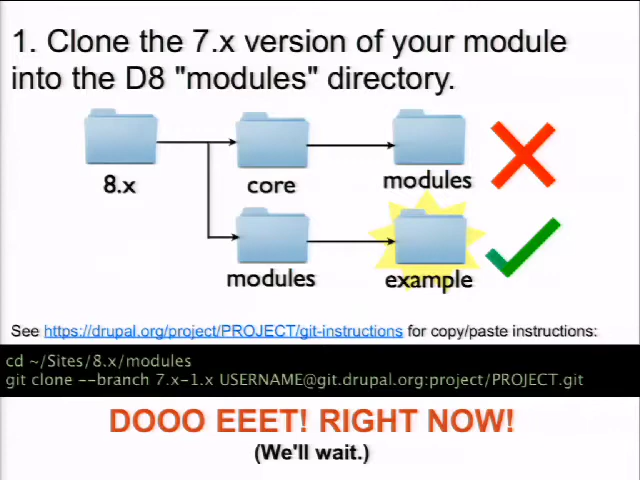 1. Clone the 7.x version of your module
into the D8 "modules" directory.
8.x
core
modules
modules
example
See https://drupal.org/project/PROJECT/git-instructions for copy/paste instructions:
cd ~/Sites/8.x/modules
git clone --branch 7.x-1.x USERNAME@git.drupal.org:project/PROJECT.git
DOOO EEET! RIGHT NOW!
(We'll wait.)